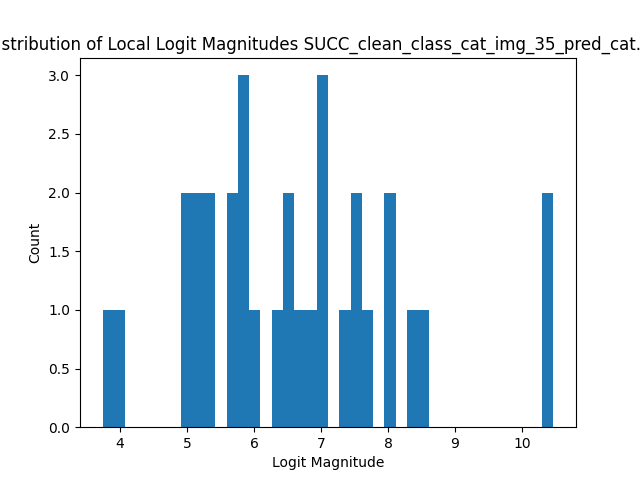 stribution of Local Logit Magnitudes SUCC_clean_class_cat_img_35_pred_cat.
3.0
2.5
2.0
1.5
1.0
0.5
0.0
Count
4 5 6 7 8 9 10
Logit Magnitude